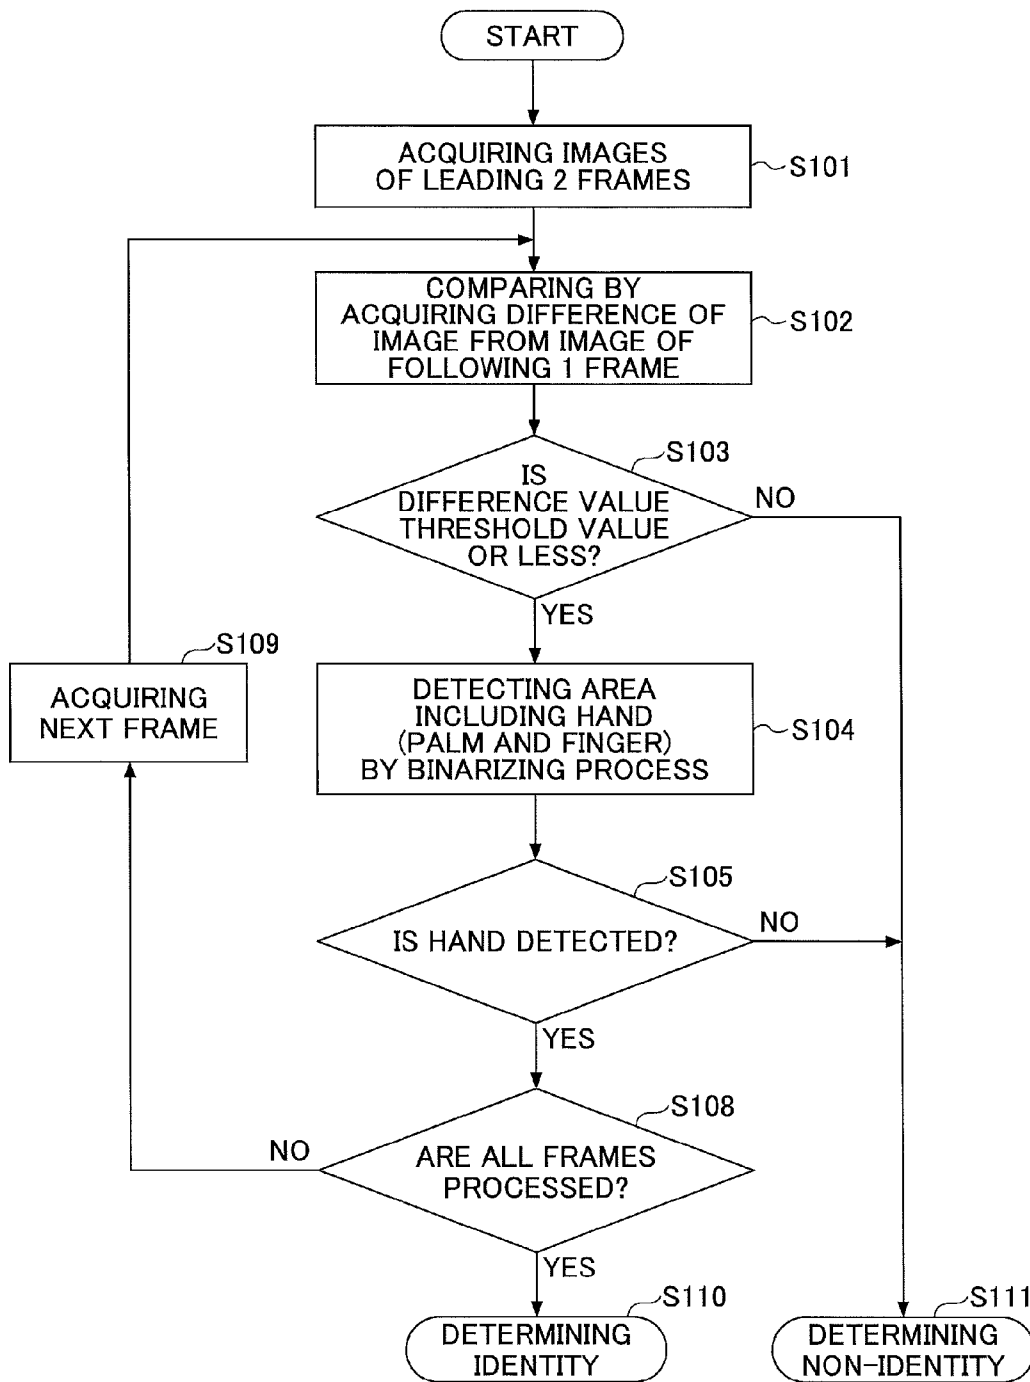 START
ACQUIRING IMAGES
OF LEADING 2 FRAMES
S101
COMPARING BY
ACQUIRING DIFFERENCE OF
IMAGE FROM IMAGE OF
FOLLOWING 1 FRAME
S102
S103
IS
DIFFERENCE VALUE
THRESHOLD VALUE
OR LESS?
NO
YES
S109
ACQUIRING
NEXT FRAME
DETECTING AREA
INCLUDING HAND
(PALM AND FINGER)
BY BINARIZING PROCESS
S104
S105
IS HAND DETECTED?
NO
YES
S108
ARE ALL FRAMES
PROCESSED?
NO
YES
S110
DETERMINING
IDENTITY
S111
DETERMINING
NON-IDENTITY